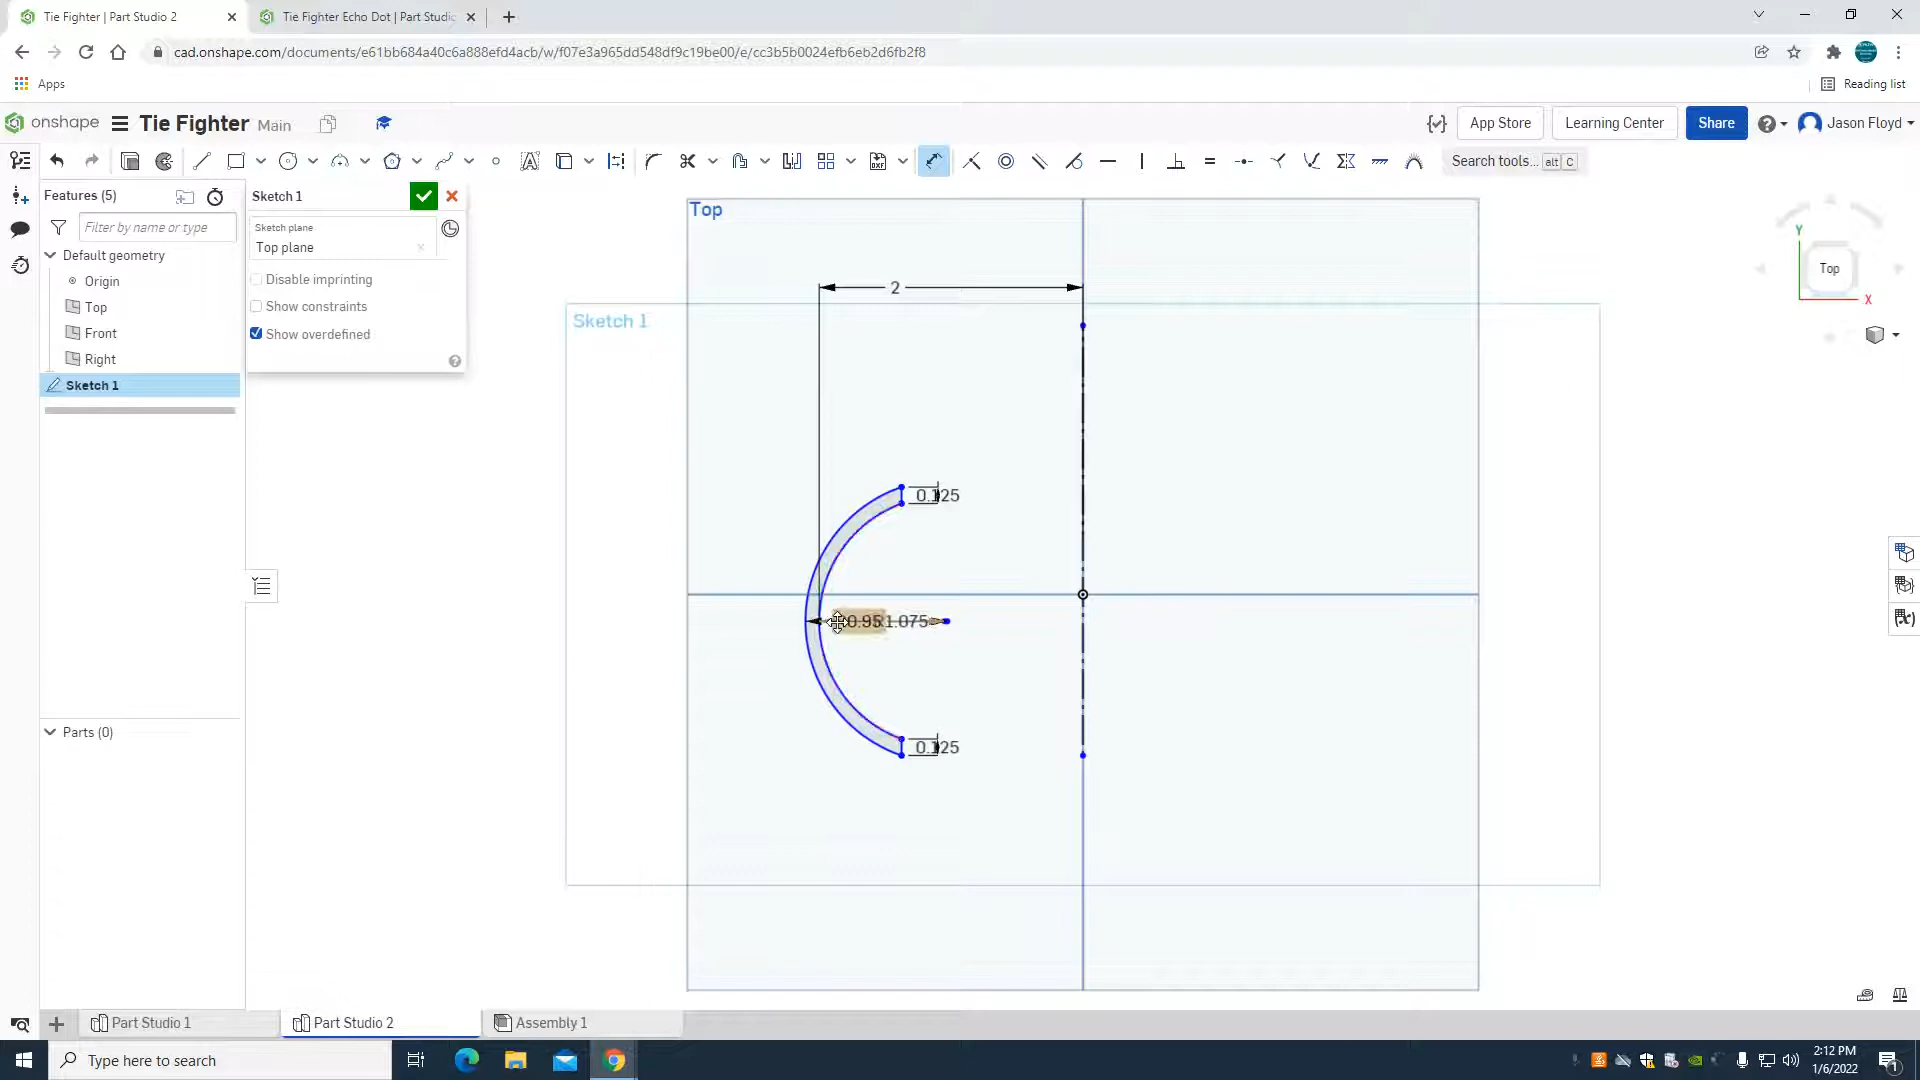 Tie Fighter | Part Studio 2
Tie Fighter Echo Dot | Part Studio
cad.onshape.com/documents/e61bb684a40c6a888efd4acb/w/f07e3a965dd548df9c19be00/e/cc3b5b0024efb6eb2d6fb2f8
Apps
Reading list
onshape
Tie Fighter Main
App Store
Learning Center
Share
Jason Floyd
Search tools... alt C
Features (5)
Filter by name or type
Default geometry
Origin
Top
Front
Right
Sketch 1
Parts (0)
Sketch 1
Sketch plane
Top plane
Disable imprinting
Show constraints
Show overdefined
Top
Sketch 1
2
0.125
0.95 1.075
0.125
Y
Top
X
Part Studio 1
Part Studio 2
Assembly 1
Type here to search
2:12 PM
1/6/2022
1